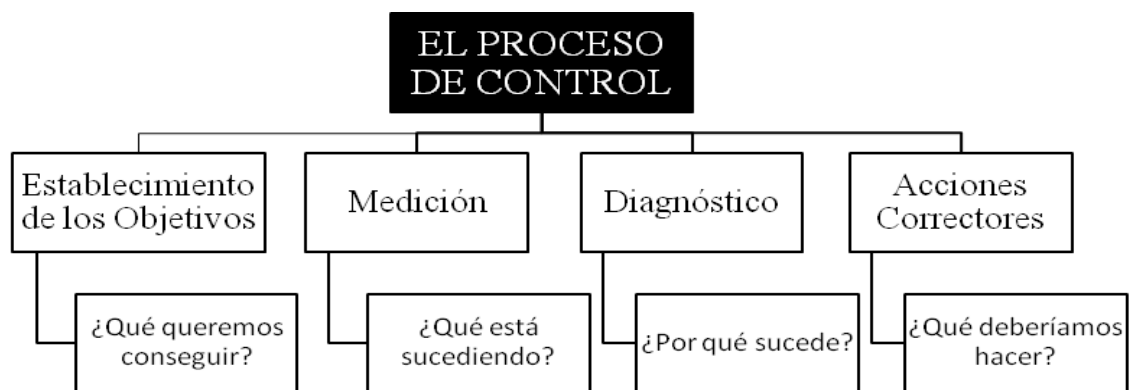 EL PROCESO
DE CONTROL
Establecimiento
de los Objetivos
Medición
Diagnóstico
Acciones
Correctores
¿Qué queremos
conseguir?
¿Qué está
sucediendo?
¿Por qué sucede?
¿Qué deberíamos
hacer?